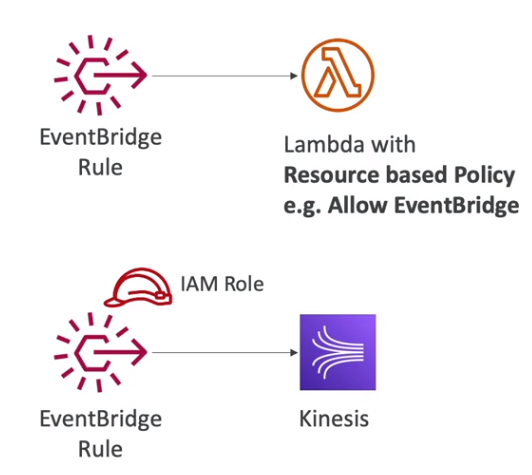 EventBridge
Rule
Lambda with
Resource based Policy
e.g. Allow EventBridge
IAM Role
EventBridge
Rule
Kinesis